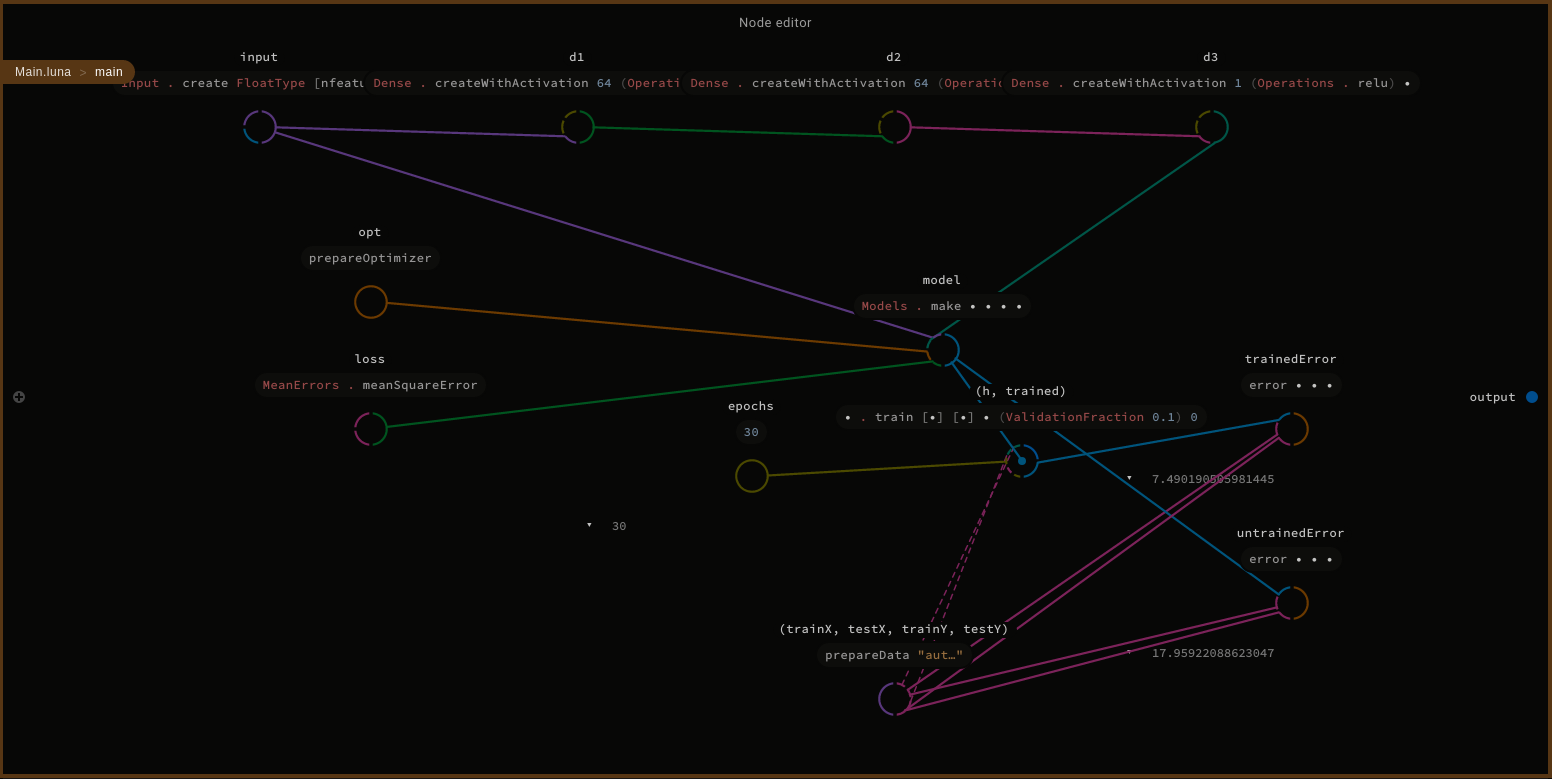 Node editor
input
d1
d2
d3
Main.luna > main
Input . create FloatType [nfeatu
Dense . createWithActivation 64 (Operati
Dense . createWithActivation 64 (Operatic
Dense . createWithActivation 1 (Operations . relu) •
opt
prepareOptimizer
model
Models . make • • • •
loss
MeanErrors . meanSquareError
trainedError
error • • •
(h, trained)
• . train [•] [•] • (ValidationFraction 0.1) 0
output
epochs
30
7.490190505981445
30
untrainedError
error • • •
(trainX, testX, trainY, testY)
prepareData "aut…"
17.95922088623047